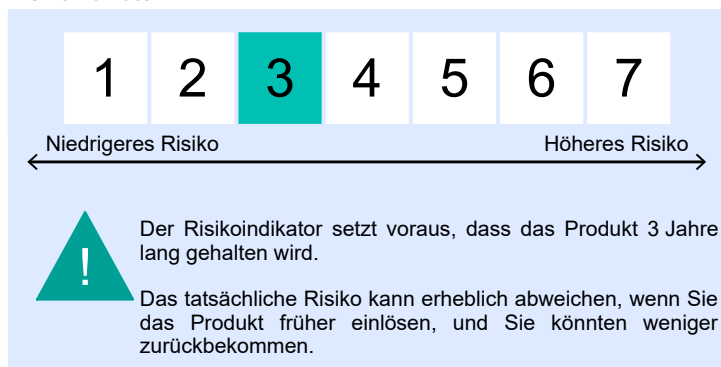 1 2 3 4 5 6 7
Niedrigeres Risiko Höheres Risiko
!
Der Risikoindikator setzt voraus, dass das Produkt 3 Jahre
lang gehalten wird.
Das tatsächliche Risiko kann erheblich abweichen, wenn Sie
das Produkt früher einlösen, und Sie könnten weniger
zurückbekommen.